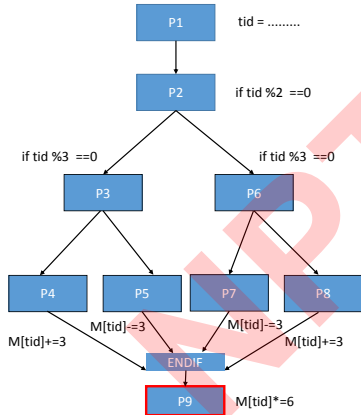 P1 tid = .........
P2 if tid %2 ==0
if tid %3 ==0 if tid %3 ==0
P3 P6
P4 P5 P7 P8
M[tid]+=3 M[tid]-=3 M[tid]-=3 M[tid]+=3
ENDIF
P9 M[tid]*=6
NPT